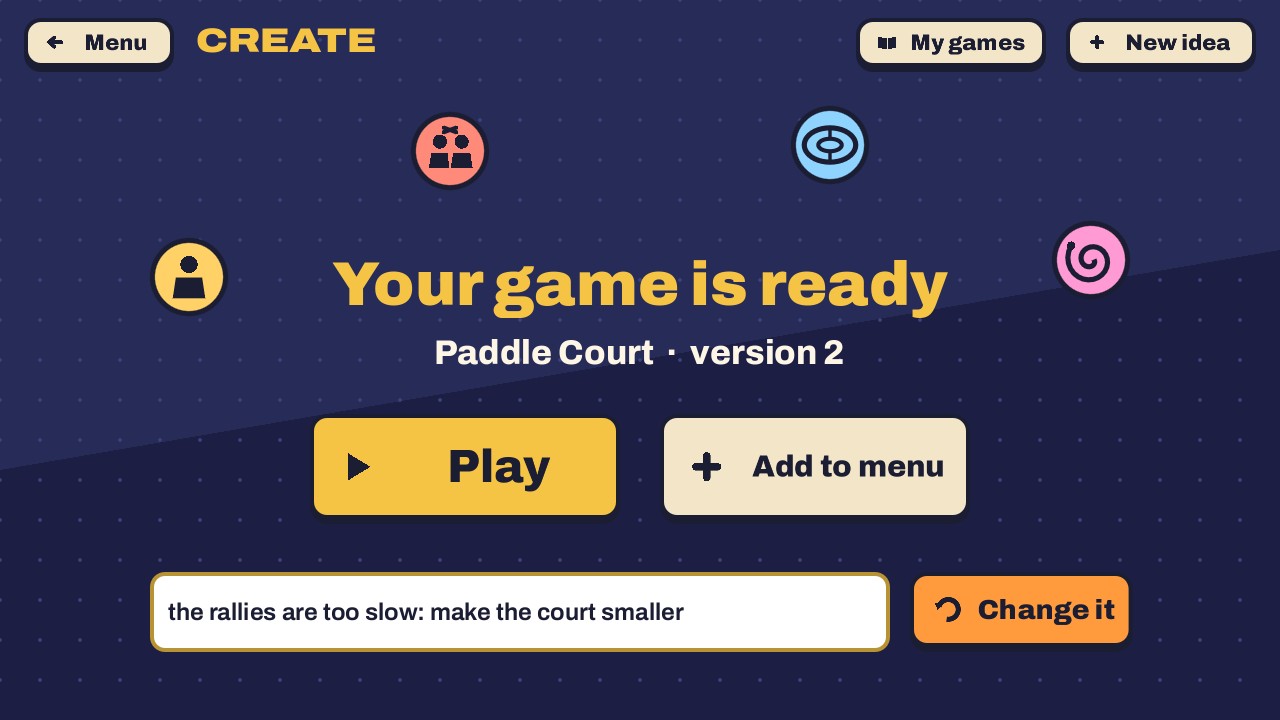 Menu
CREATE
My games
New idea
Your game is ready
Paddle Court · version 2
Play
Add to menu
the rallies are too slow: make the court smaller
Change it